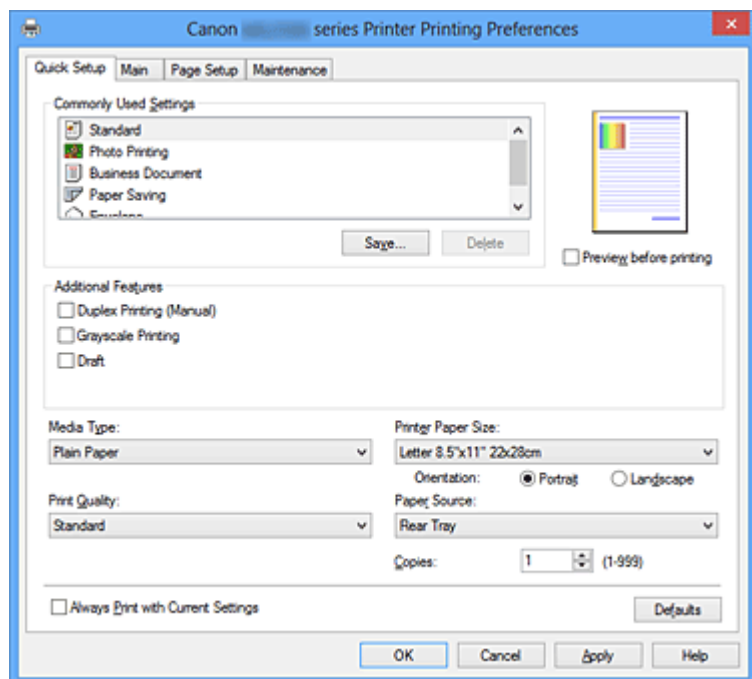 Canon series Printer Printing Preferences
Quick Setup Main Page Setup Maintenance
Commonly Used Settings
Standard
Photo Printing
Business Document
Paper Saving
Save... Delete
Preview before printing
Additional Features
Duplex Printing (Manual)
Grayscale Printing
Draft
Media Type: Printer Paper Size:
Plain Paper Letter 8.5"x11" 22x28cm
Orientation: Portrait Landscape
Print Quality: Paper Source:
Standard Rear Tray
Copies: 1 (1-999)
Always Print with Current Settings Defaults
OK Cancel Apply Help